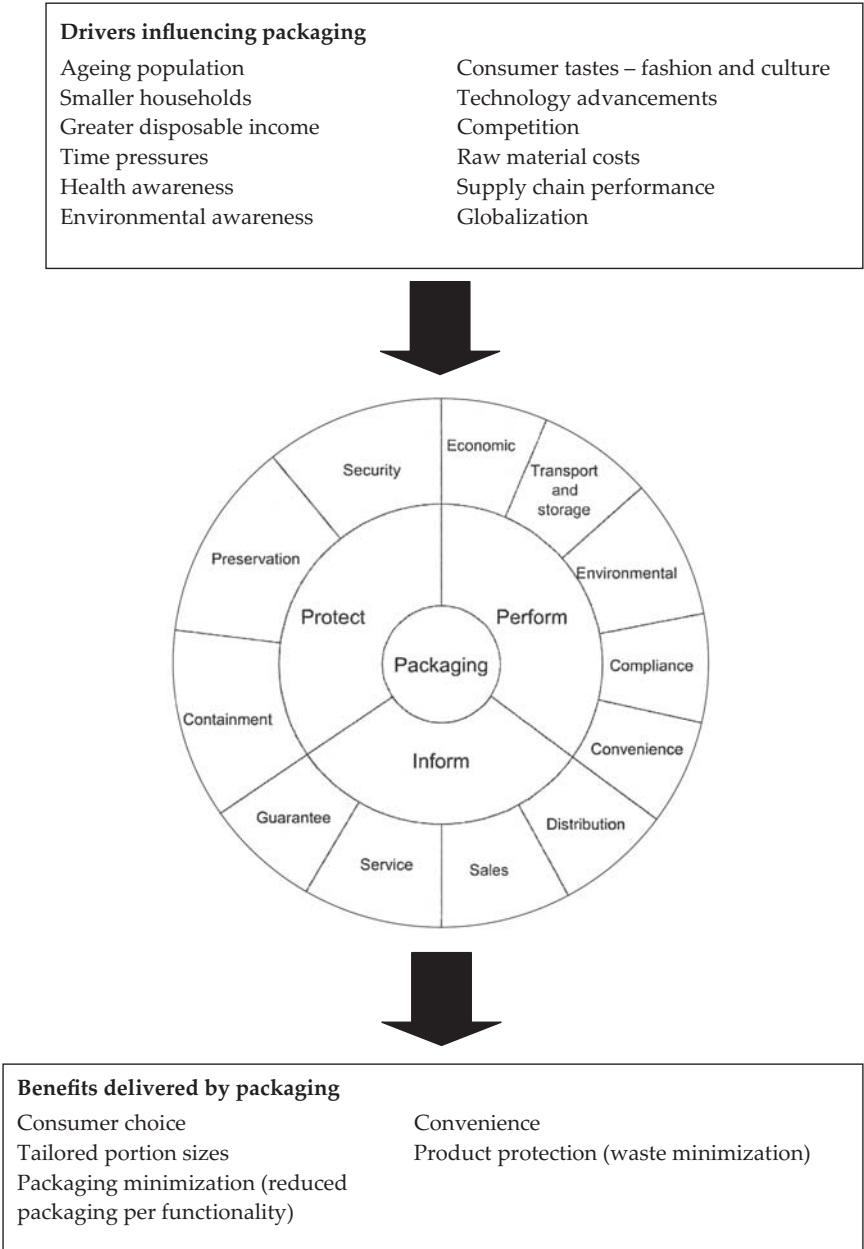 Drivers influencing packaging
Ageing population
Smaller households
Greater disposable income
Time pressures
Health awareness
Environmental awareness
Consumer tastes – fashion and culture
Technology advancements
Competition
Raw material costs
Supply chain performance
Globalization
Economic
Transport
and
storage
Environmental
Compliance
Convenience
Distribution
Sales
Service
Guarantee
Containment
Preservation
Security
Protect
Perform
Inform
Packaging
Benefits delivered by packaging
Consumer choice
Tailored portion sizes
Packaging minimization (reduced
packaging per functionality)
Convenience
Product protection (waste minimization)